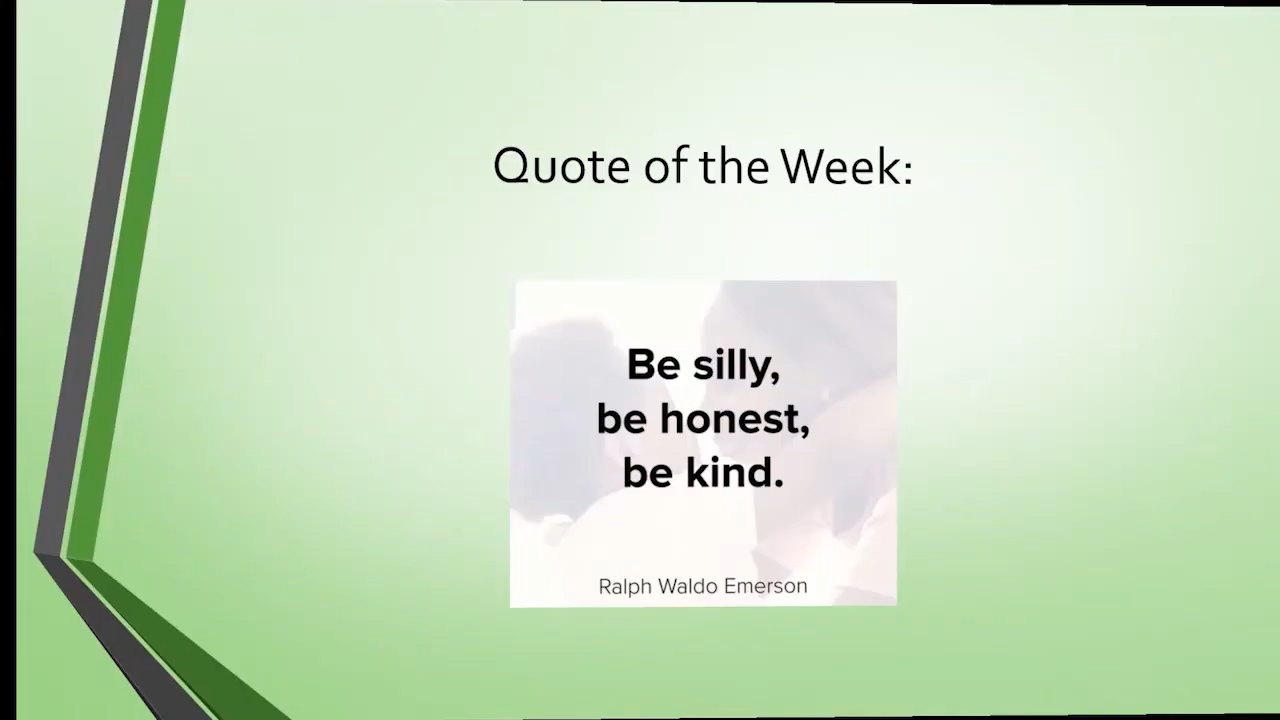 Quote of the Week:
Be silly,
be honest,
be kind.
Ralph Waldo Emerson